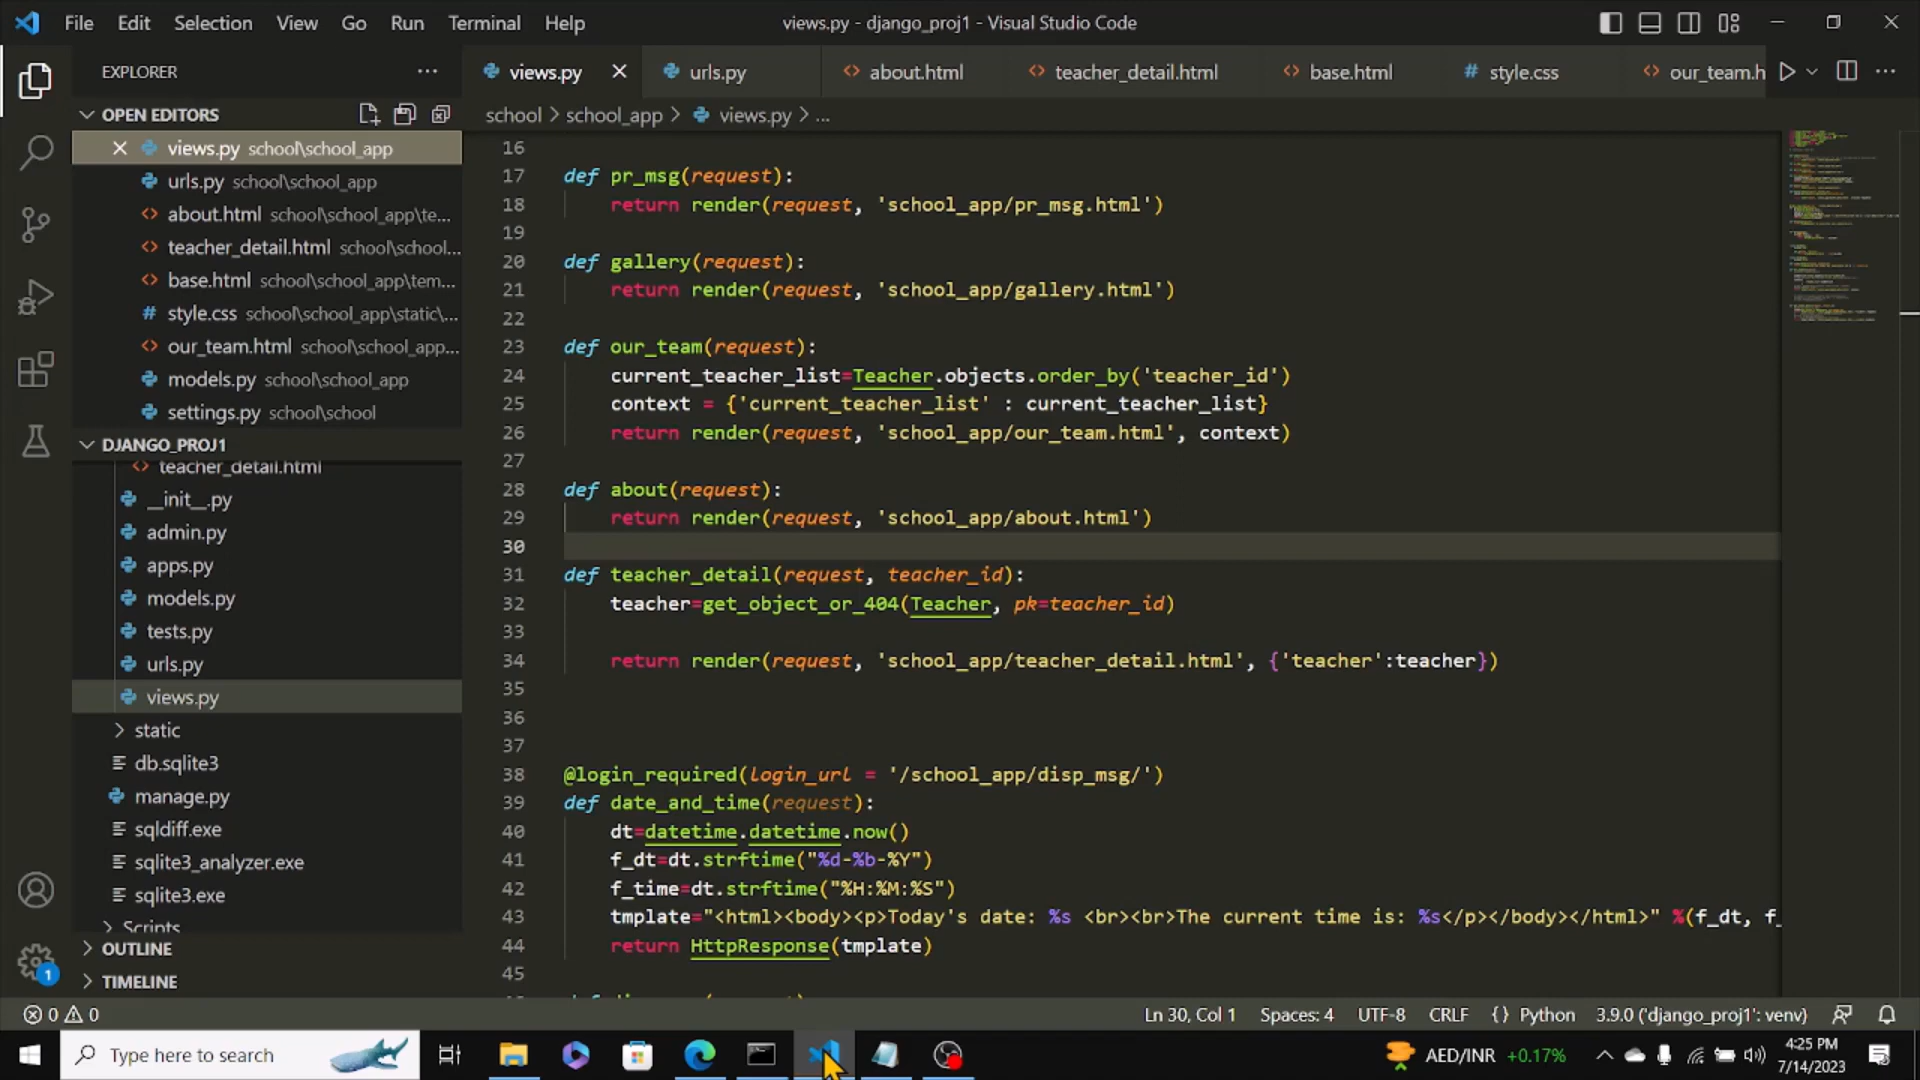 File Edit Selection View Go Run Terminal Help
views.py - django_proj1 - Visual Studio Code
EXPLORER
views.py urls.py about.html teacher_detail.html base.html style.css our_team.h
OPEN EDITORS
school > school_app > views.py > ...
views.py school\school_app
urls.py school\school_app
about.html school\school_app\te...
teacher_detail.html school\school...
base.html school\school_app\tem...
style.css school\school_app\static\...
our_team.html school\school_app...
models.py school\school_app
settings.py school\school
DJANGO_PROJ1
teacher_detail.html
__init__.py
admin.py
apps.py
models.py
tests.py
urls.py
views.py
static
db.sqlite3
manage.py
sqldiff.exe
sqlite3_analyzer.exe
sqlite3.exe
Scripts
OUTLINE
TIMELINE
16
17 def pr_msg(request):
18 return render(request, 'school_app/pr_msg.html')
19
20 def gallery(request):
21 return render(request, 'school_app/gallery.html')
22
23 def our_team(request):
24 current_teacher_list=Teacher.objects.order_by('teacher_id')
25 context = {'current_teacher_list' : current_teacher_list}
26 return render(request, 'school_app/our_team.html', context)
27
28 def about(request):
29 return render(request, 'school_app/about.html')
30
31 def teacher_detail(request, teacher_id):
32 teacher=get_object_or_404(Teacher, pk=teacher_id)
33
34 return render(request, 'school_app/teacher_detail.html', {'teacher':teacher})
35
36
37
38 @login_required(login_url = '/school_app/disp_msg/')
39 def date_and_time(request):
40 dt=datetime.datetime.now()
41 f_dt=dt.strftime("%d-%b-%Y")
42 f_time=dt.strftime("%H:%M:%S")
43 tmplate="<html><body><p>Today's date: %s <br><br>The current time is: %s</p></body></html>" %(f_dt, f_
44 return HttpResponse(tmplate)
45
1
0 0
Ln 30, Col 1 Spaces: 4 UTF-8 CRLF {} Python 3.9.0 ('django_proj1': venv)
Type here to search
AED/INR +0.17%
4:25 PM
7/14/2023